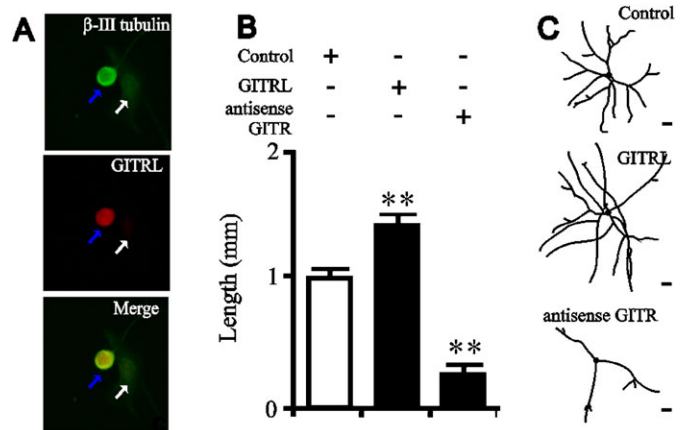 A
β-III tubulin
GITRL
Merge
B
Control + - -
GITRL - + -
antisense
GITR - - +
Length (mm)
2
1
0
**
**
C
Control
GITRL
antisense GITR